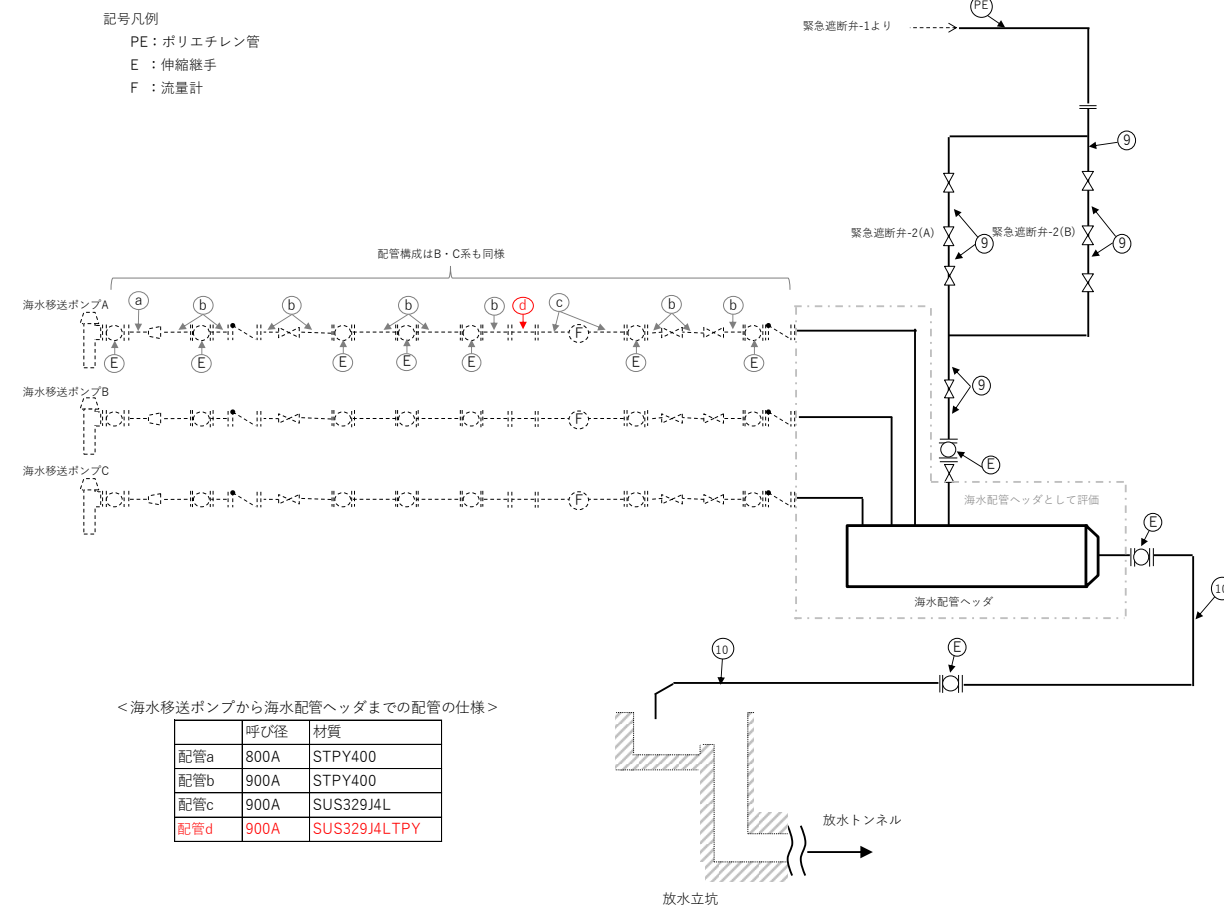 記号凡例
PE：ポリエチレン管
E ：伸縮継手
F ：流量計
PE
緊急遮断弁-1より
9
緊急遮断弁-2(A)
9
緊急遮断弁-2(B)
9
配管構成はB・C系も同様
海水移送ポンプA
a
b
b
b
b
d
c
b
b
F
E
E
E
E
E
E
E
9
海水移送ポンプB
F
E
海水移送ポンプC
F
海水配管ヘッダとして評価
E
海水配管ヘッダ
10
10
E
＜海水移送ポンプから海水配管ヘッダまでの配管の仕様＞
呼び径 材質
配管a 800A STPY400
配管b 900A STPY400
配管c 900A SUS329J4L
配管d 900A SUS329J4LTPY
放水トンネル
放水立坑